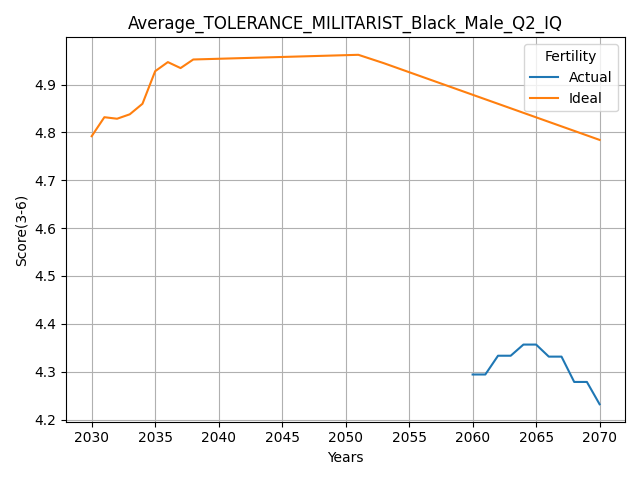 Average_TOLERANCE_MILITARIST_Black_Male_Q2_IQ
Fertility
Actual
Ideal
Score(3-6)
4.9
4.8
4.7
4.6
4.5
4.4
4.3
4.2
2030 2035 2040 2045 2050 2055 2060 2065 2070
Years